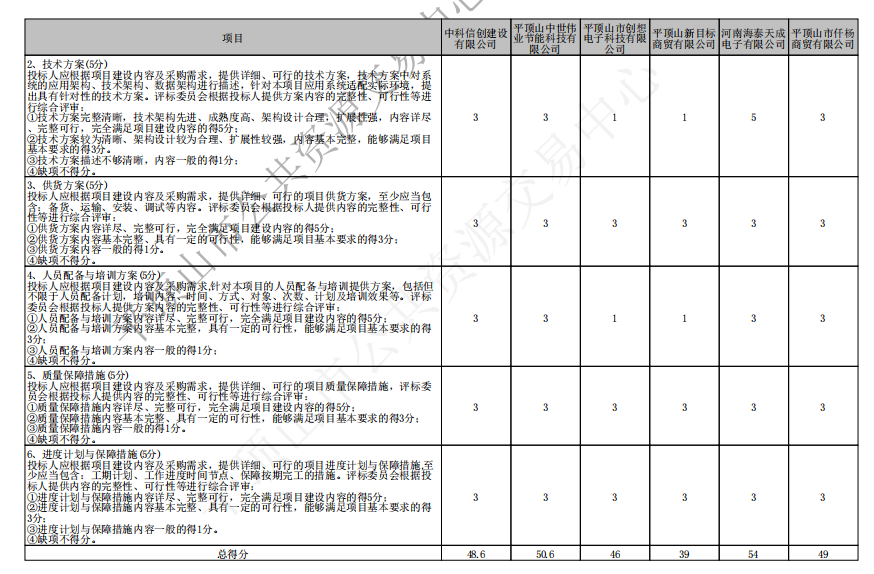 项目
中科信创建设有限公司
平顶山中世伟业节能科技有限公司
平顶山市创想电子科技有限公司
平顶山新目标商贸有限公司
河南海泰天成电子有限公司
平顶山市仟杨商贸有限公司
2、技术方案(5分)
投标人应根据项目建设内容及采购需求，提供详细、可行的技术方案，技术方案中对系
统的应用架构、技术架构、数据架构进行描述，针对本项目应用系统适配实际环境，提
出具有针对性的技术方案。评标委员会根据投标人提供方案内容的完整性、可行性等进
行综合评审：
①技术方案完整清晰，技术架构先进、成熟度高、架构设计合理、扩展性强，内容详尽
、完整可行，完全满足项目建设内容的得5分；
②技术方案较为清晰、架构设计较为合理、扩展性较强，内容基本完整，能够满足项目
基本要求的得3分。
③技术方案描述不够清晰，内容一般的得1分；
④缺项不得分。
3 3 1 1 5 3
3、供货方案(5分)
投标人应根据项目建设内容及采购需求，提供详细、可行的项目供货方案，至少应当包
含：备货、运输、安装、调试等内容。评标委员会根据投标人提供内容的完整性、可行
性等进行综合评审：
①供货方案内容详尽、完整可行，完全满足项目建设内容的得5分；
②供货方案内容基本完整、具有一定的可行性，能够满足项目基本要求的得3分；
③供货方案内容一般的得1分。
④缺项不得分。
3 3 3 3 3 3
4、人员配备与培训方案(5分)
投标人应根据项目建设内容及采购需求,针对本项目的人员配备与培训提供方案，包括但
不限于人员配备计划，培训内容、时间、方式、对象、次数、计划及培训效果等。评标
委员会根据投标人提供方案内容的完整性、可行性等进行综合评审：
①人员配备与培训方案内容详尽、完整可行，完全满足项目建设内容的得5分；
②人员配备与培训方案内容基本完整，具有一定的可行性，能够满足项目基本要求的得
3分；
③人员配备与培训方案内容一般的得1分；
④缺项不得分。
3 3 1 1 3 3
5、质量保障措施(5分)
投标人应根据项目建设内容及采购需求，提供详细、可行的项目质量保障措施，评标委
员会根据投标人提供内容的完整性、可行性等进行综合评审：
①质量保障措施内容详尽、完整可行，完全满足项目建设内容的得5分；
②质量保障措施内容基本完整、具有一定的可行性，能够满足项目基本要求的得3分；
③质量保障措施内容一般的得1分。
④缺项不得分。
3 3 3 3 3 3
6、进度计划与保障措施(5分)
投标人应根据项目建设内容及采购需求，提供详细、可行的项目进度计划与保障措施,至
少应当包含：工期计划、工作进度时间节点、保障按期完工的措施。评标委员会根据投
标人提供内容的完整性、可行性等进行综合评审：
①进度计划与保障措施内容详尽、完整可行，完全满足项目建设内容的得5分；
②进度计划与保障措施内容基本完整、具有一定的可行性，能够满足项目基本要求的得
3分；
③进度计划与保障措施内容一般的得1分。
④缺项不得分。
3 3 3 3 3 3
总得分 48.6 50.6 46 39 54 49
平顶山市公共资源交易中心
平顶山市公共资源交易中心